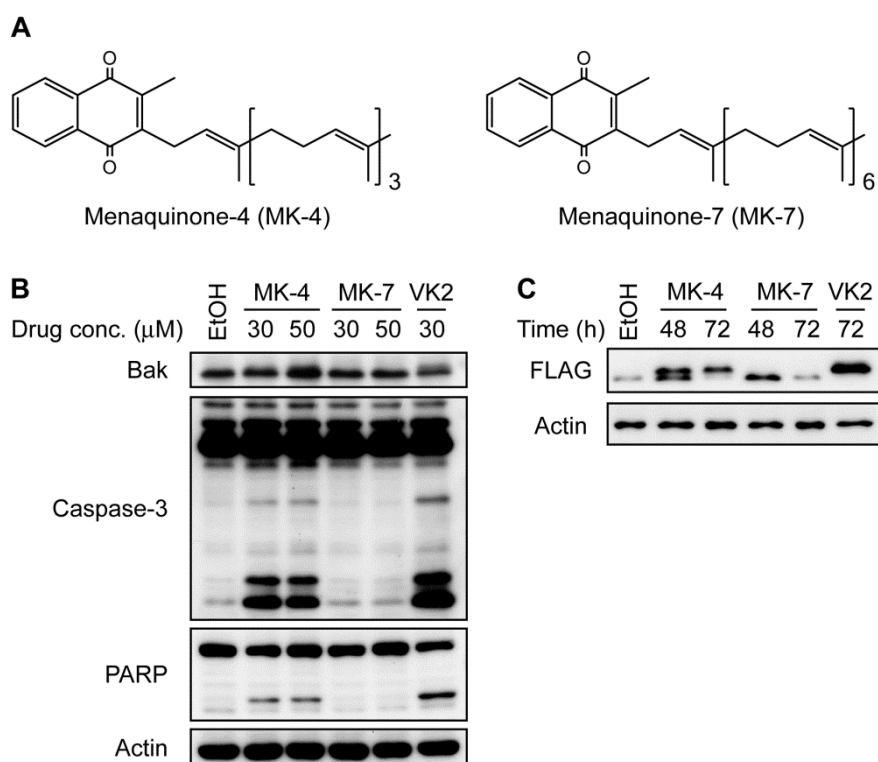 A
O
O
3
Menaquinone-4 (MK-4)
O
O
6
Menaquinone-7 (MK-7)
B
EtOH
MK-4
MK-7
VK2
Drug conc. (μM)
30 50 30 50 30
Bak
Caspase-3
PARP
Actin
C
EtOH
MK-4
MK-7
VK2
Time (h)
48 72 48 72 72
FLAG
Actin